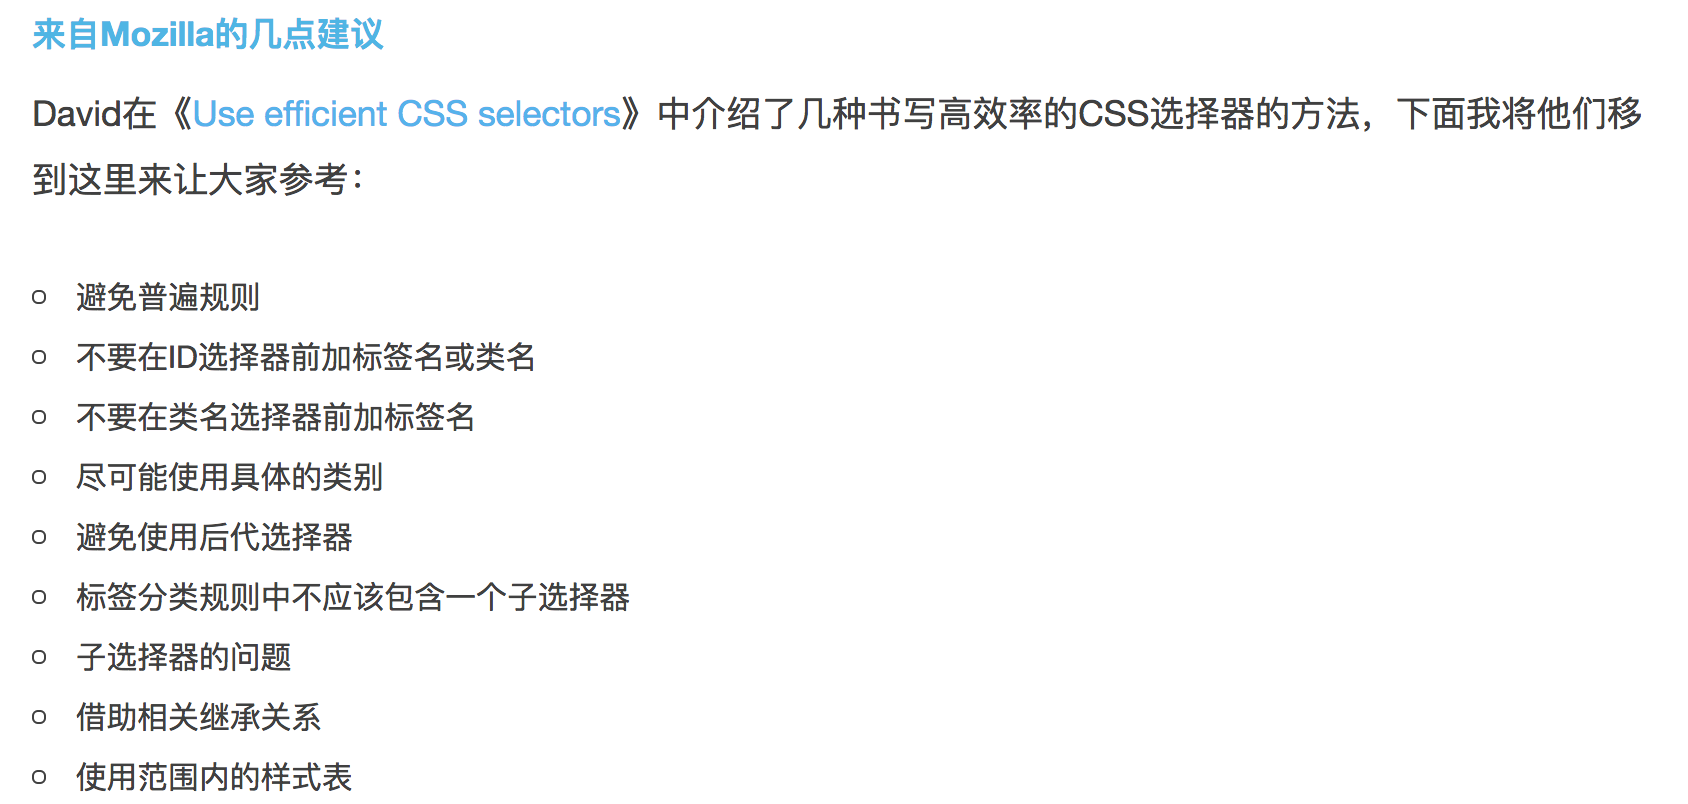 来自Mozilla的几点建议
David在《Use efficient CSS selectors》中介绍了几种书写高效率的CSS选择器的方法，下面我将他们移
到这里来让大家参考：
避免普遍规则
不要在ID选择器前加标签名或类名
不要在类名选择器前加标签名
尽可能使用具体的类别
避免使用后代选择器
标签分类规则中不应该包含一个子选择器
子选择器的问题
借助相关继承关系
使用范围内的样式表